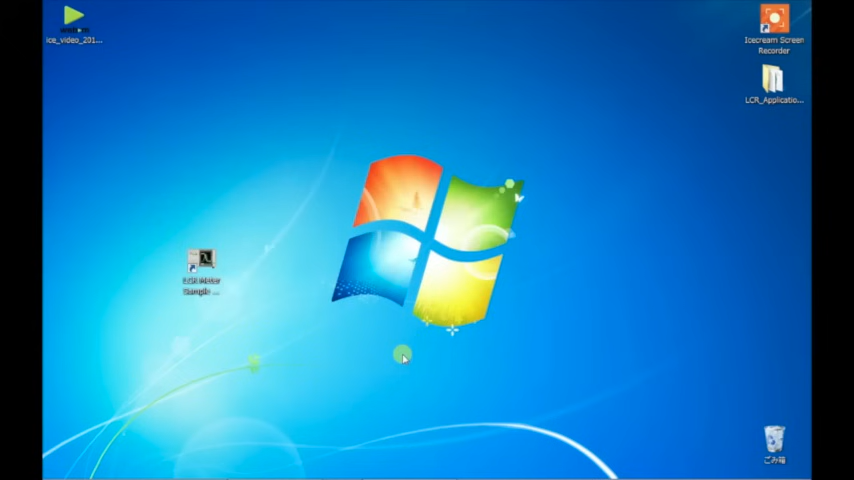 ice_video_201...
Icecream Screen
Recorder
LCR_Applicatio...
LCR Meter
Sample ...
ごみ箱